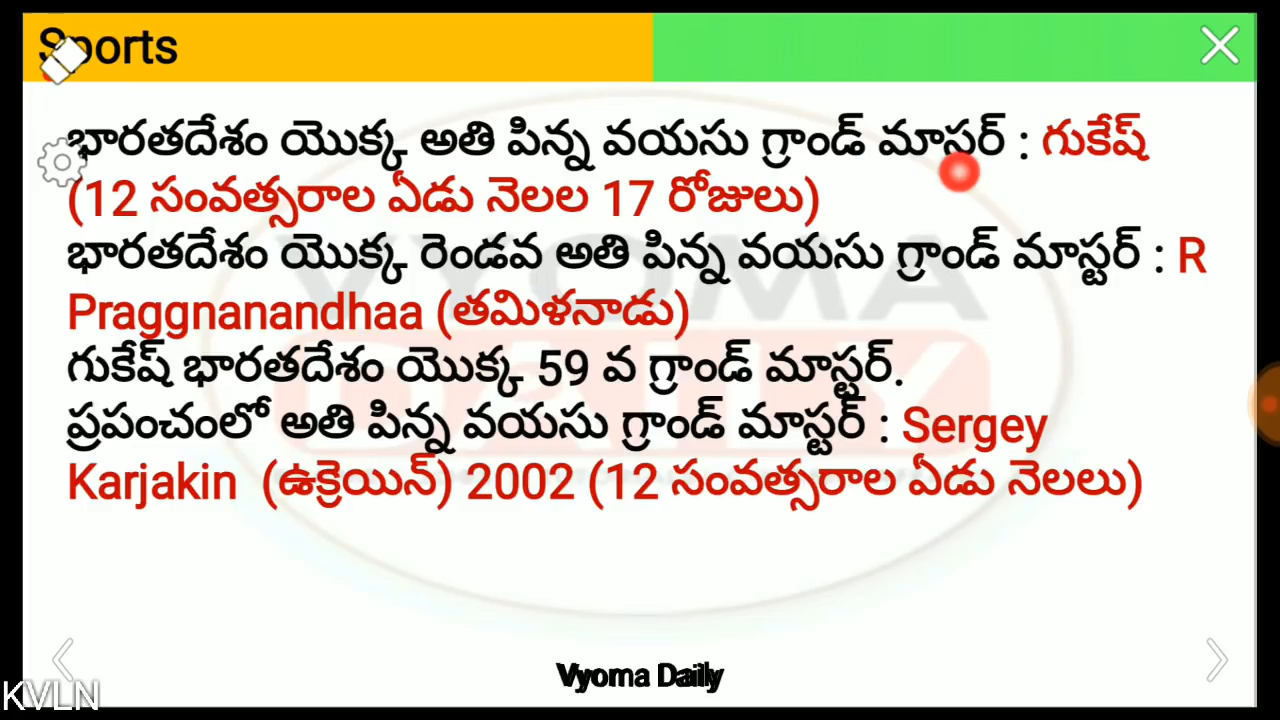 Sports
భారతదేశం యొక్క అతి పిన్న వయసు గ్రాండ్ మాస్టర్ : గుకేష్
(12 సంవత్సరాల ఏడు నెలల 17 రోజులు)
భారతదేశం యొక్క రెండవ అతి పిన్న వయసు గ్రాండ్ మాస్టర్ : R
Praggnanandhaa (తమిళనాడు)
గుకేష్ భారతదేశం యొక్క 59 వ గ్రాండ్ మాస్టర్.
ప్రపంచంలో అతి పిన్న వయసు గ్రాండ్ మాస్టర్ : Sergey
Karjakin (ఉక్రెయిన్) 2002 (12 సంవత్సరాల ఏడు నెలలు)
VYOMA
DAILY
Vyoma Daily
KVLN